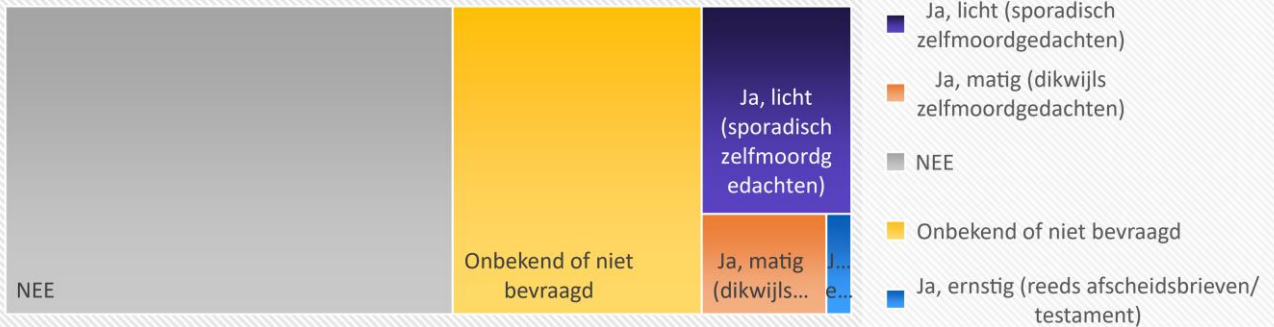 NEE
Onbekend of niet
bevraagd
Ja, licht
(sporadisch
zelfmoordg
edachten)
Ja, matig
(dikwijls...
J...
e...
Ja, licht (sporadisch
zelfmoordgedachten)
Ja, matig (dikwijls
zelfmoordgedachten)
NEE
Onbekend of niet bevraagd
Ja, ernstig (reeds afscheidsbrieven/
testament)